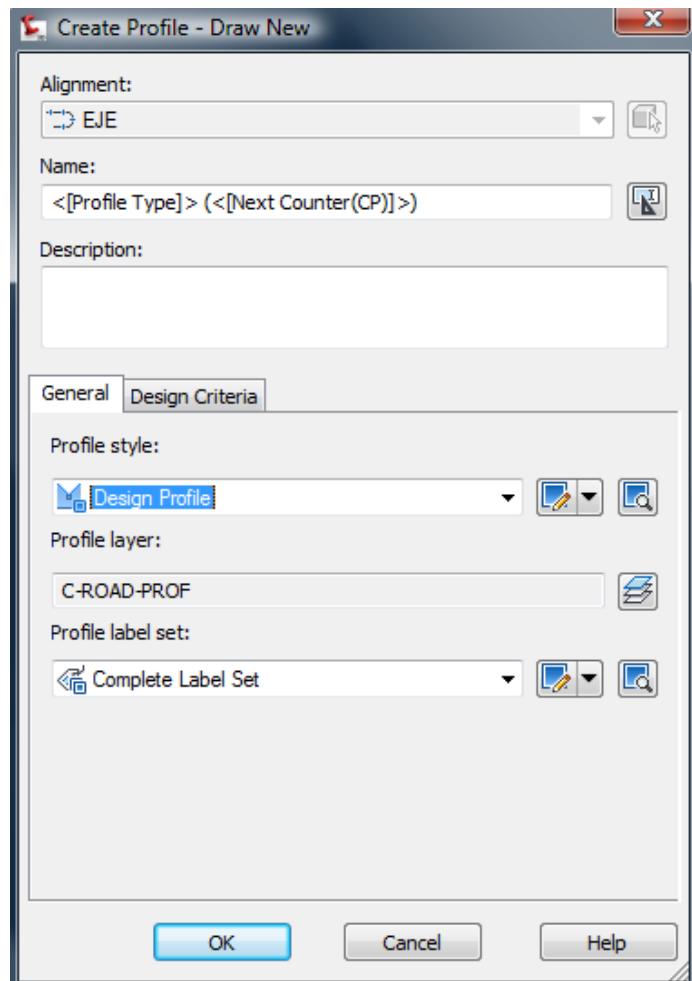 Create Profile - Draw New
Alignment:
EJE
Name:
<[Profile Type]> (<[Next Counter(CP)]>)
Description:
General Design Criteria
Profile style:
Design Profile
Profile layer:
C-ROAD-PROF
Profile label set:
Complete Label Set
OK Cancel Help